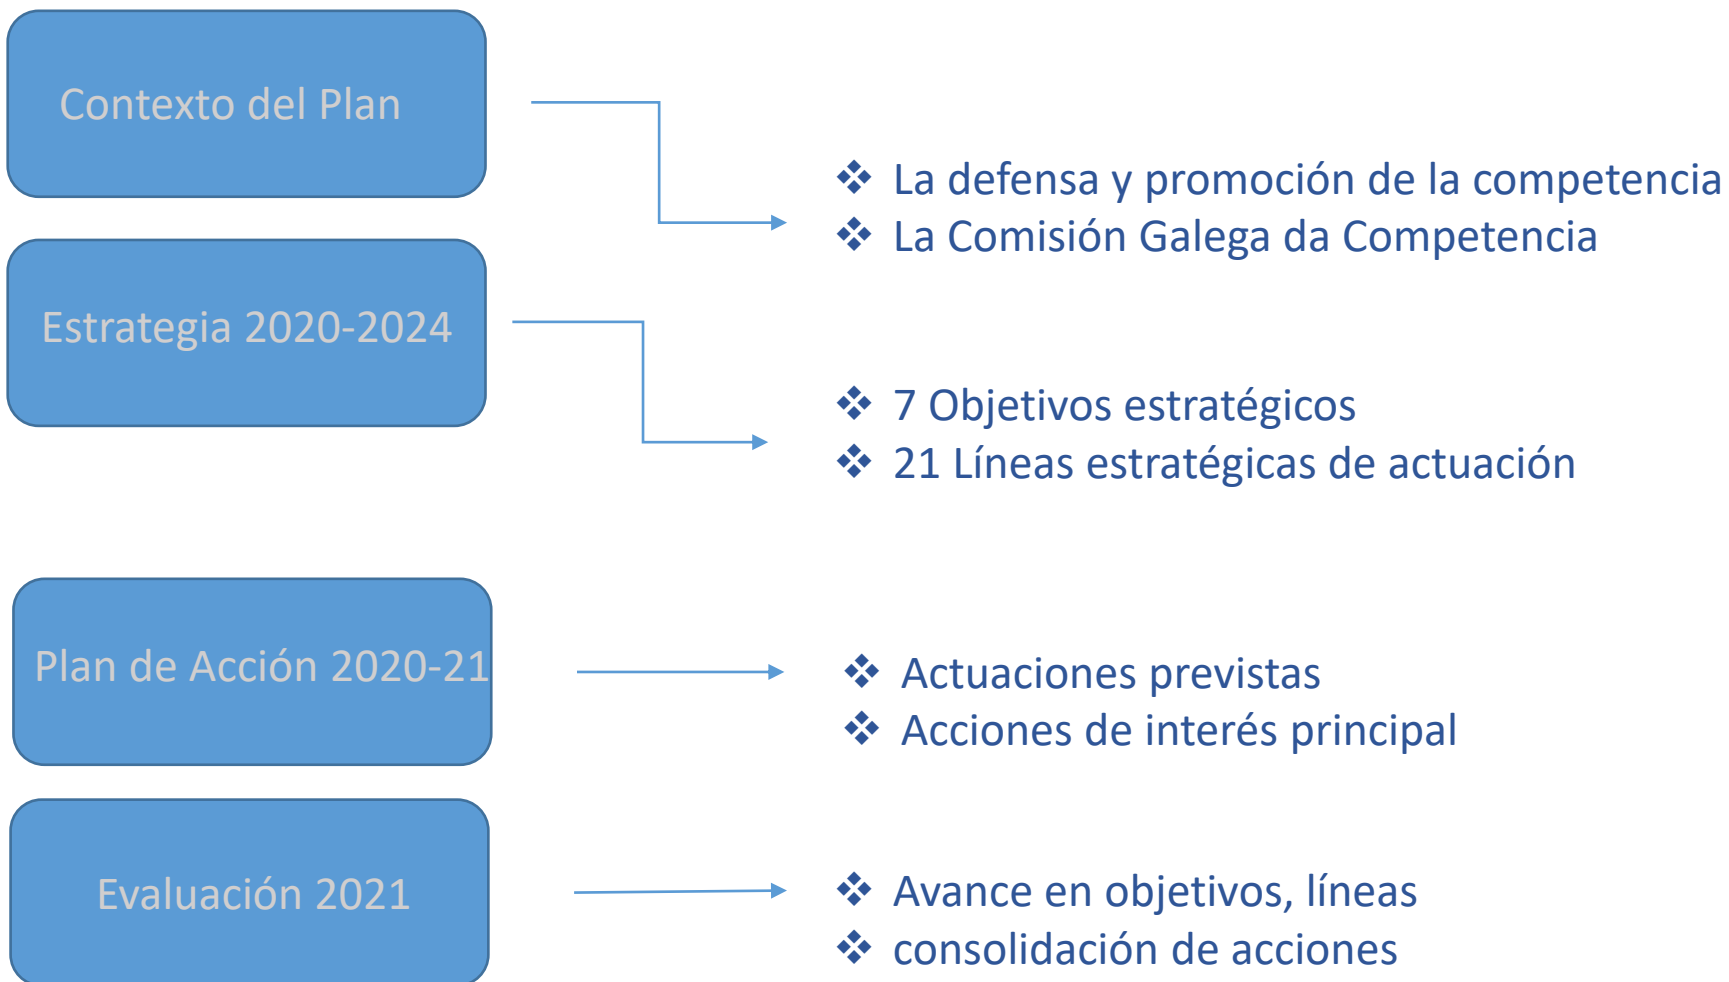 Contexto del Plan
❖ La defensa y promoción de la competencia
❖ La Comisión Galega da Competencia
Estrategia 2020-2024
❖ 7 Objetivos estratégicos
❖ 21 Líneas estratégicas de actuación
Plan de Acción 2020-21
❖ Actuaciones previstas
❖ Acciones de interés principal
Evaluación 2021
❖ Avance en objetivos, líneas
❖ consolidación de acciones